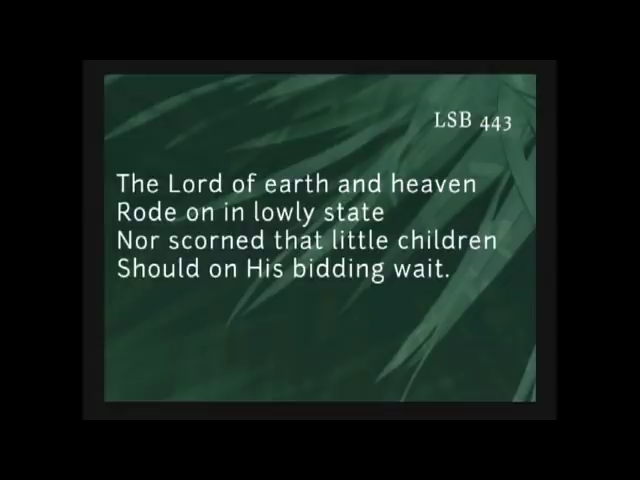 LSB 443
The Lord of earth and heaven
Rode on in lowly state
Nor scorned that little children
Should on His bidding wait.